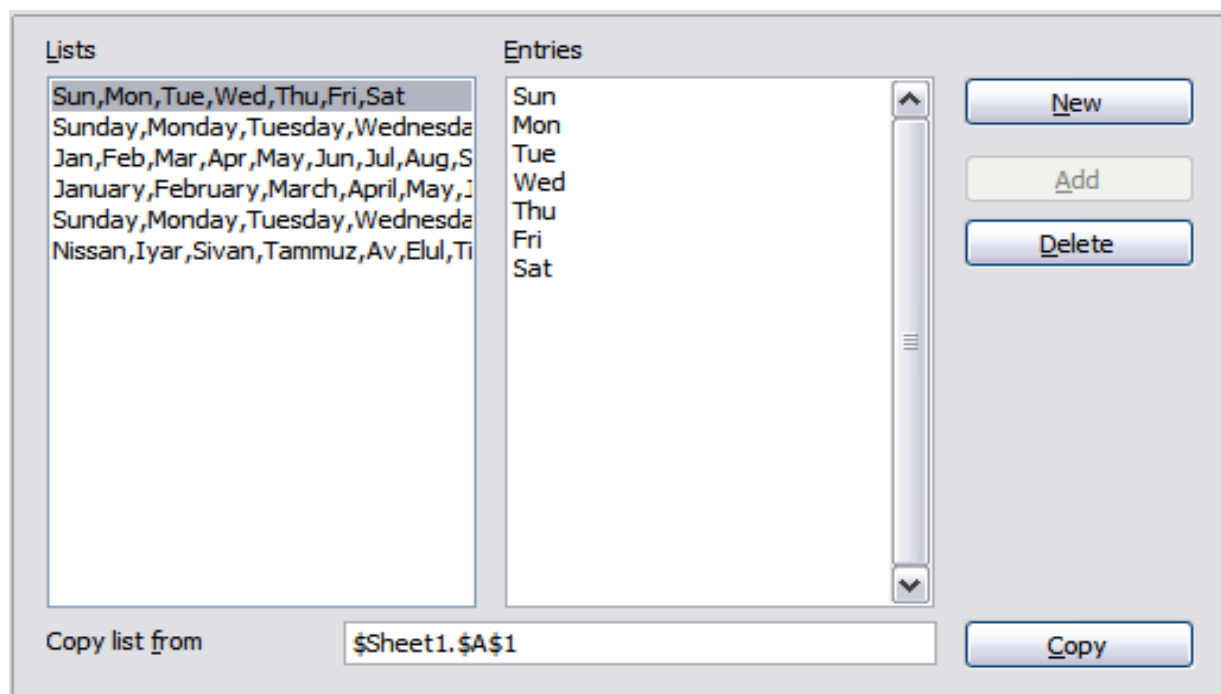 Lists
Sun,Mon,Tue,Wed,Thu,Fri,Sat
Sunday,Monday,Tuesday,Wednesda
Jan,Feb,Mar,Apr,May,Jun,Jul,Aug,S
January,February,March,April,May,J
Sunday,Monday,Tuesday,Wednesda
Nissan,Iyar,Sivan,Tammuz,Av,Elul,Ti
Entries
Sun
Mon
Tue
Wed
Thu
Fri
Sat
New
Add
Delete
Copy list from
$Sheet1.$A$1
Copy